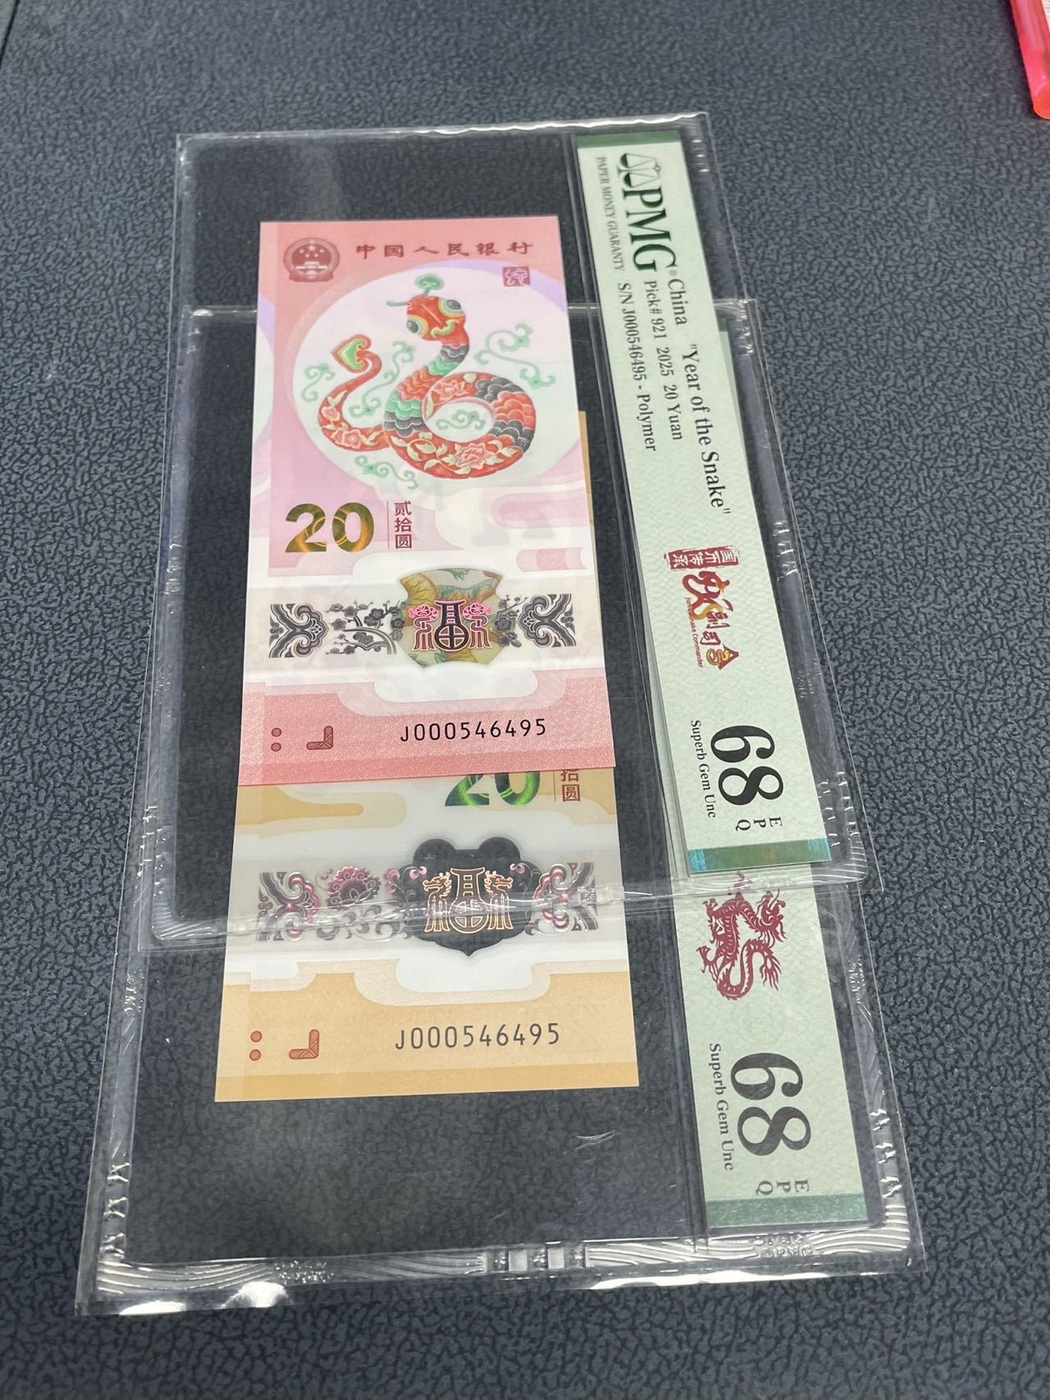 中国人民银行
20
贰拾圆
J000546495
20
拾圆
J000546495
PMG®
PAPER MONEY GUARANTY
China "Year of the Snake"
Pick# 921 2025 20 Yuan
S/N J000546495 - Polymer
68 EPQ
Superb Gem Unc
68 EPQ
Superb Gem Unc